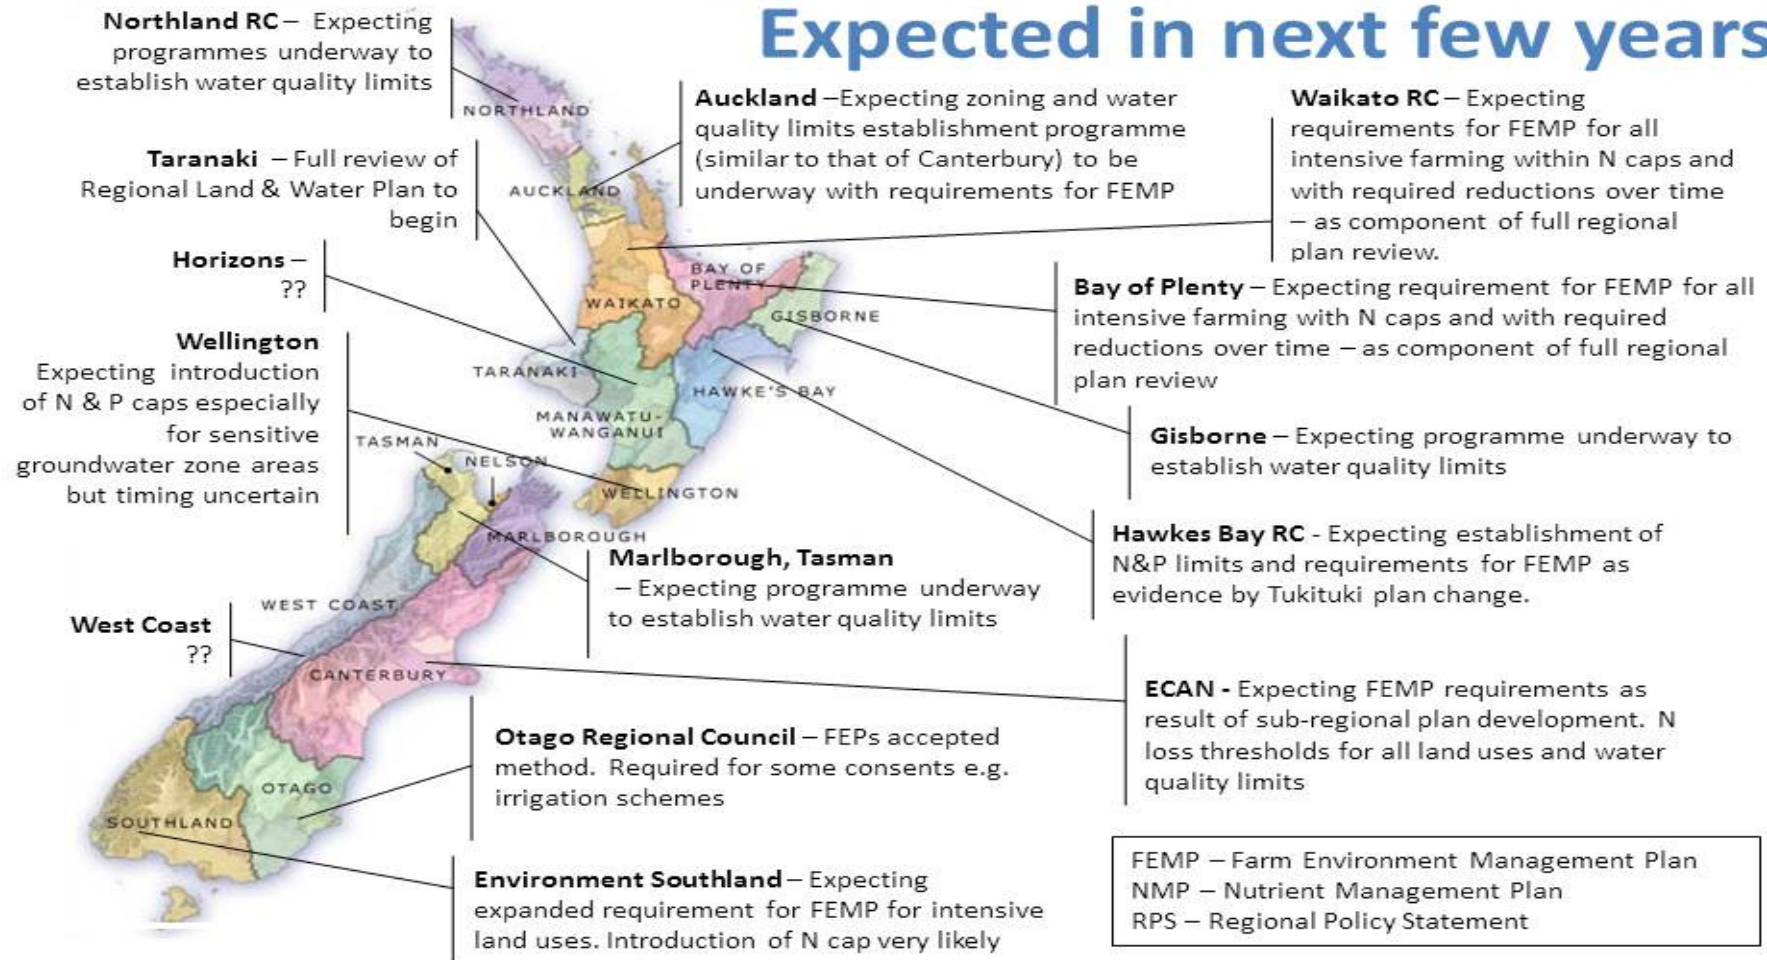 Expected in next few years
Northland RC – Expecting
programmes underway to
establish water quality limits
Auckland –Expecting zoning and water
quality limits establishment programme
(similar to that of Canterbury) to be
underway with requirements for FEMP
Waikato RC – Expecting
requirements for FEMP for all
intensive farming within N caps and
with required reductions over time
– as component of full regional
plan review.
Taranaki – Full review of
Regional Land & Water Plan to
begin
Horizons –
??
Bay of Plenty – Expecting requirement for FEMP for all
intensive farming with N caps and with required
reductions over time – as component of full regional
plan review
Wellington
Expecting introduction
of N & P caps especially
for sensitive
groundwater zone areas
but timing uncertain
Gisborne – Expecting programme underway to
establish water quality limits
Hawkes Bay RC - Expecting establishment of
N&P limits and requirements for FEMP as
evidence by Tukituki plan change.
Marlborough, Tasman
– Expecting programme underway
to establish water quality limits
West Coast
??
ECAN - Expecting FEMP requirements as
result of sub-regional plan development. N
loss thresholds for all land uses and water
quality limits
Otago Regional Council – FEPs accepted
method. Required for some consents e.g.
irrigation schemes
Environment Southland – Expecting
expanded requirement for FEMP for intensive
land uses. Introduction of N cap very likely
FEMP – Farm Environment Management Plan
NMP – Nutrient Management Plan
RPS – Regional Policy Statement
NORTHLAND
AUCKLAND
BAY OF
PLENTY
WAIKATO
GISBORNE
TARANAKI
HAWKE'S BAY
MANAWATU-
WANGANUI
TASMAN
NELSON
WELLINGTON
MARLBOROUGH
WEST COAST
CANTERBURY
OTAGO
SOUTHLAND